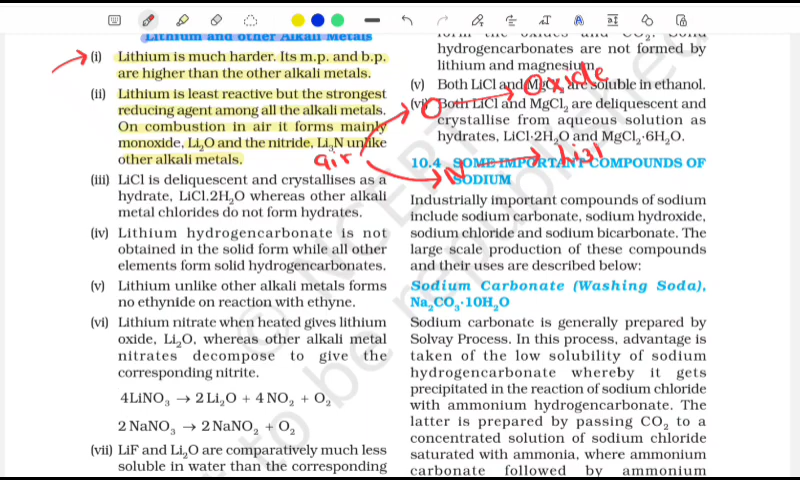 Lithium and other Alkali Metals
(i) Lithium is much harder. Its m.p. and b.p.
are higher than the other alkali metals.
(ii) Lithium is least reactive but the strongest
reducing agent among all the alkali metals.
On combustion in air it forms mainly
monoxide, Li₂O and the nitride, Li₃N unlike
other alkali metals.
(iii) LiCl is deliquescent and crystallises as a
hydrate, LiCl.2H₂O whereas other alkali
metal chlorides do not form hydrates.
(iv) Lithium hydrogencarbonate is not
obtained in the solid form while all other
elements form solid hydrogencarbonates.
(v) Lithium unlike other alkali metals forms
no ethynide on reaction with ethyne.
(vi) Lithium nitrate when heated gives lithium
oxide, Li₂O, whereas other alkali metal
nitrates decompose to give the
corresponding nitrite.
4LiNO₃ → 2 Li₂O + 4 NO₂ + O₂
2 NaNO₃ → 2 NaNO₂ + O₂
(vii) LiF and Li₂O are comparatively much less
soluble in water than the corresponding
air
O
Oxide
N
hydrogencarbonates are not formed by
lithium and magnesium.
(v) Both LiCl and MgCl₂ are soluble in ethanol.
(vi) Both LiCl and MgCl₂ are deliquescent and
crystallise from aqueous solution as
hydrates, LiCl·2H₂O and MgCl₂·6H₂O.
10.4 SOME IMPORTANT COMPOUNDS OF
SODIUM
Industrially important compounds of sodium
include sodium carbonate, sodium hydroxide,
sodium chloride and sodium bicarbonate. The
large scale production of these compounds
and their uses are described below:
Sodium Carbonate (Washing Soda),
Na₂CO₃·10H₂O
Sodium carbonate is generally prepared by
Solvay Process. In this process, advantage is
taken of the low solubility of sodium
hydrogencarbonate whereby it gets
precipitated in the reaction of sodium chloride
with ammonium hydrogencarbonate. The
latter is prepared by passing CO₂ to a
concentrated solution of sodium chloride
saturated with ammonia, where ammonium
carbonate followed by ammonium